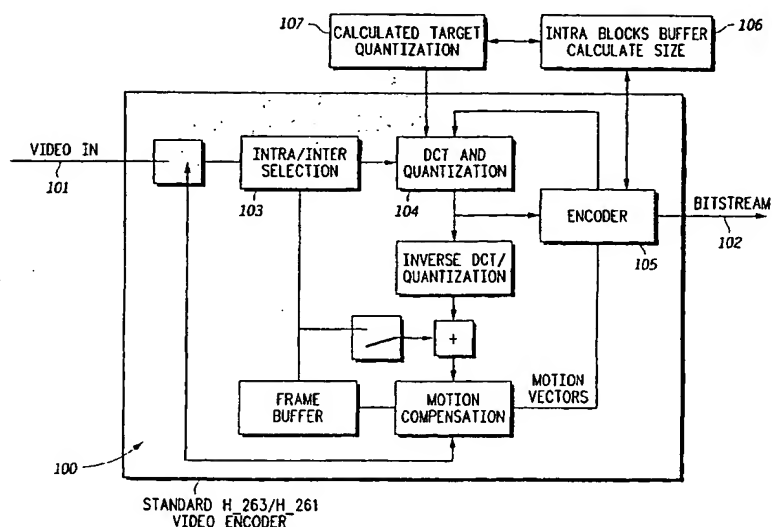 107
CALCULATED TARGET
QUANTIZATION
INTRA BLOCKS BUFFER
CALCULATE SIZE
106
VIDEO IN
101
INTRA/INTER
SELECTION
103
DCT AND
QUANTIZATION
104
ENCODER
105
BITSTREAM
102
INVERSE DCT/
QUANTIZATION
+
FRAME
BUFFER
MOTION
COMPENSATION
MOTION
VECTORS
100
STANDARD H_263/H_261
VIDEO ENCODER